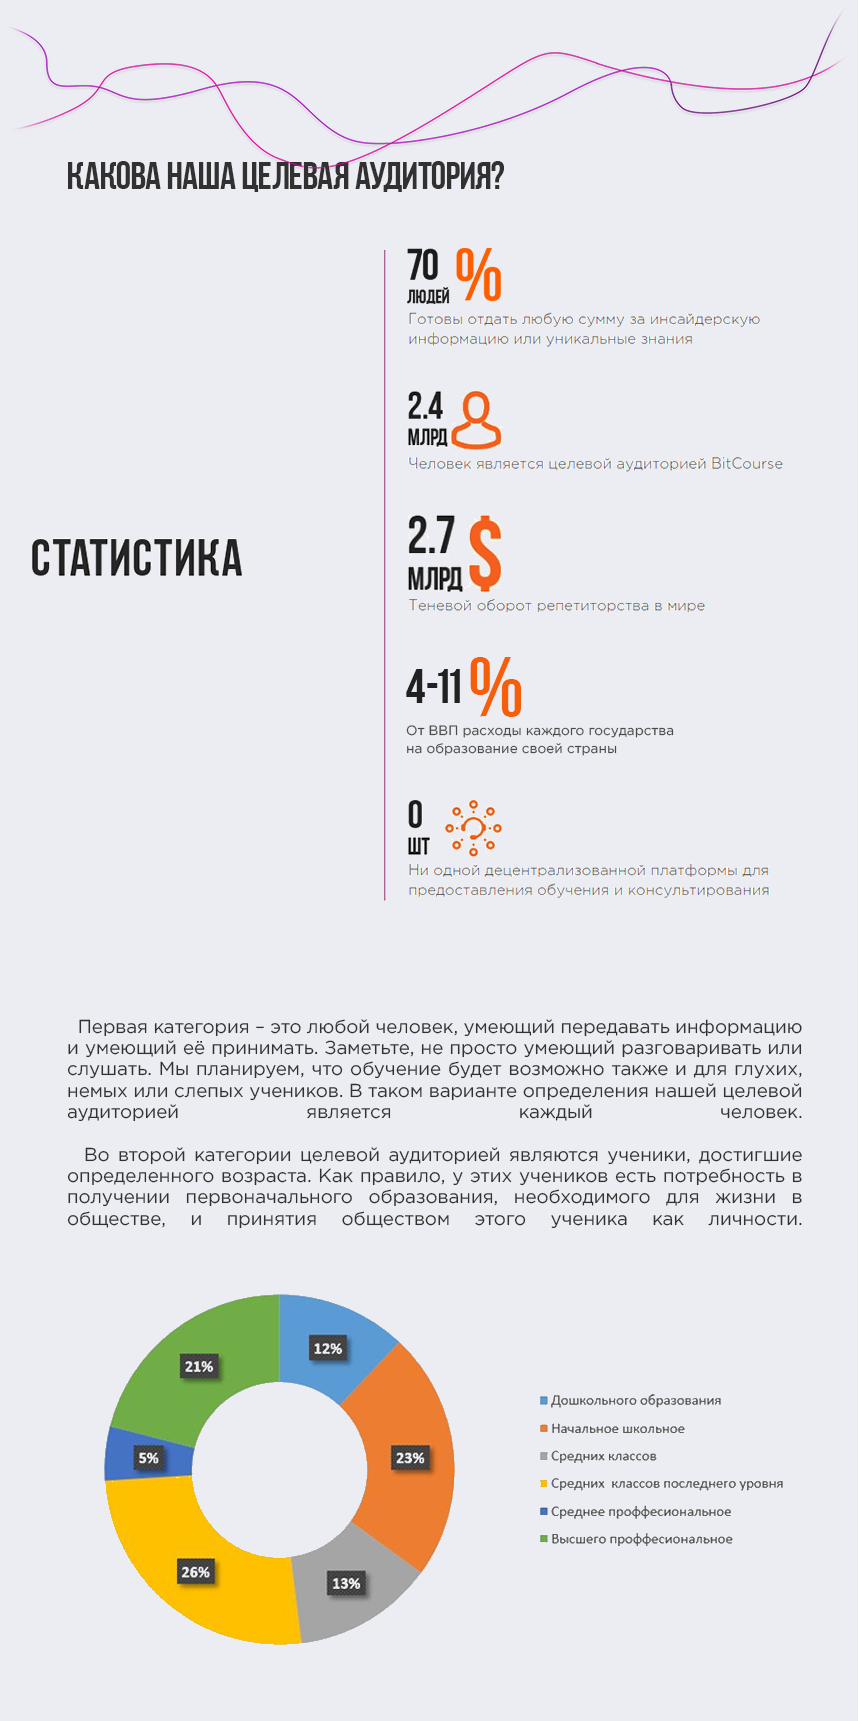 КАКОВА НАША ЦЕЛЕВАЯ АУДИТОРИЯ?
СТАТИСТИКА
70 %
ЛЮДЕЙ
Готовы отдать любую сумму за инсайдерскую
информацию или уникальные знания
2.4
МЛРД
Человек является целевой аудиторией BitCourse
2.7 $
МЛРД
Теневой оборот репетиторства в мире
4-11 %
От ВВП расходы каждого государства
на образование своей страны
0
ШТ
Ни одной децентрализованной платформы для
предоставления обучения и консультирования
Первая категория – это любой человек, умеющий передавать информацию
и умеющий её принимать. Заметьте, не просто умеющий разговаривать или
слушать. Мы планируем, что обучение будет возможно также и для глухих,
немых или слепых учеников. В таком варианте определения нашей целевой
аудиторией является каждый человек.
Во второй категории целевой аудиторией являются ученики, достигшие
определенного возраста. Как правило, у этих учеников есть потребность в
получении первоначального образования, необходимого для жизни в
обществе, и принятия обществом этого ученика как личности.
12%
23%
13%
26%
5%
21%
Дошкольного образования
Начальное школьное
Средних классов
Средних классов последнего уровня
Среднее проффесиональное
Высшего проффесиональное